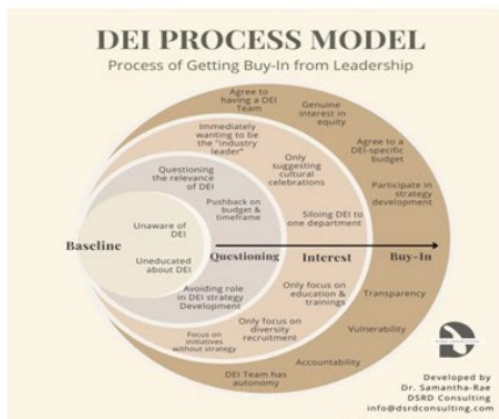 DEI PROCESS MODEL
Process of Getting Buy-In from Leadership
Agree to
having a DEI
Team
Genuine
interest in
equity
Immediately
wanting to be
the "industry
leader"
Agree to a
DEI-specific
budget
Only
suggesting
cultural
celebrations
Questioning
the relevance
of DEI
Participate in
strategy
development
Pushback on
budget &
timeframe
Siloing DEI to
one department
Unaware of
DEI
Baseline
Questioning
Interest
Buy-In
Uneducated
about DEI
Avoiding role
in DEI strategy
Development
Only focus on
education &
trainings
Transparency
Only focus on
diversity
recruitment
Vulnerability
Focus on
initiatives
without strategy
Accountability
DEI Team has
autonomy
Developed by
Dr. Samantha-Rae
DSRD Consulting
info@dsrdconsulting.com